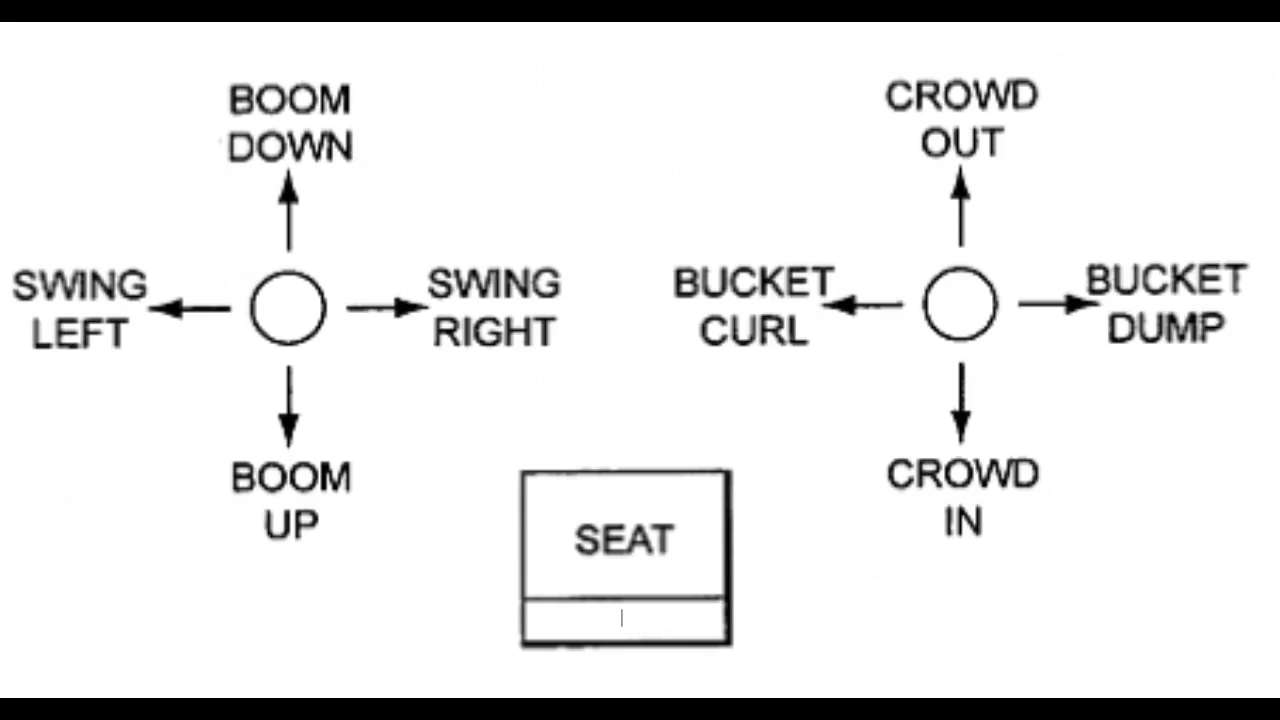 BOOM
DOWN
SWING
LEFT
SWING
RIGHT
BOOM
UP
CROWD
OUT
BUCKET
CURL
BUCKET
DUMP
CROWD
IN
SEAT